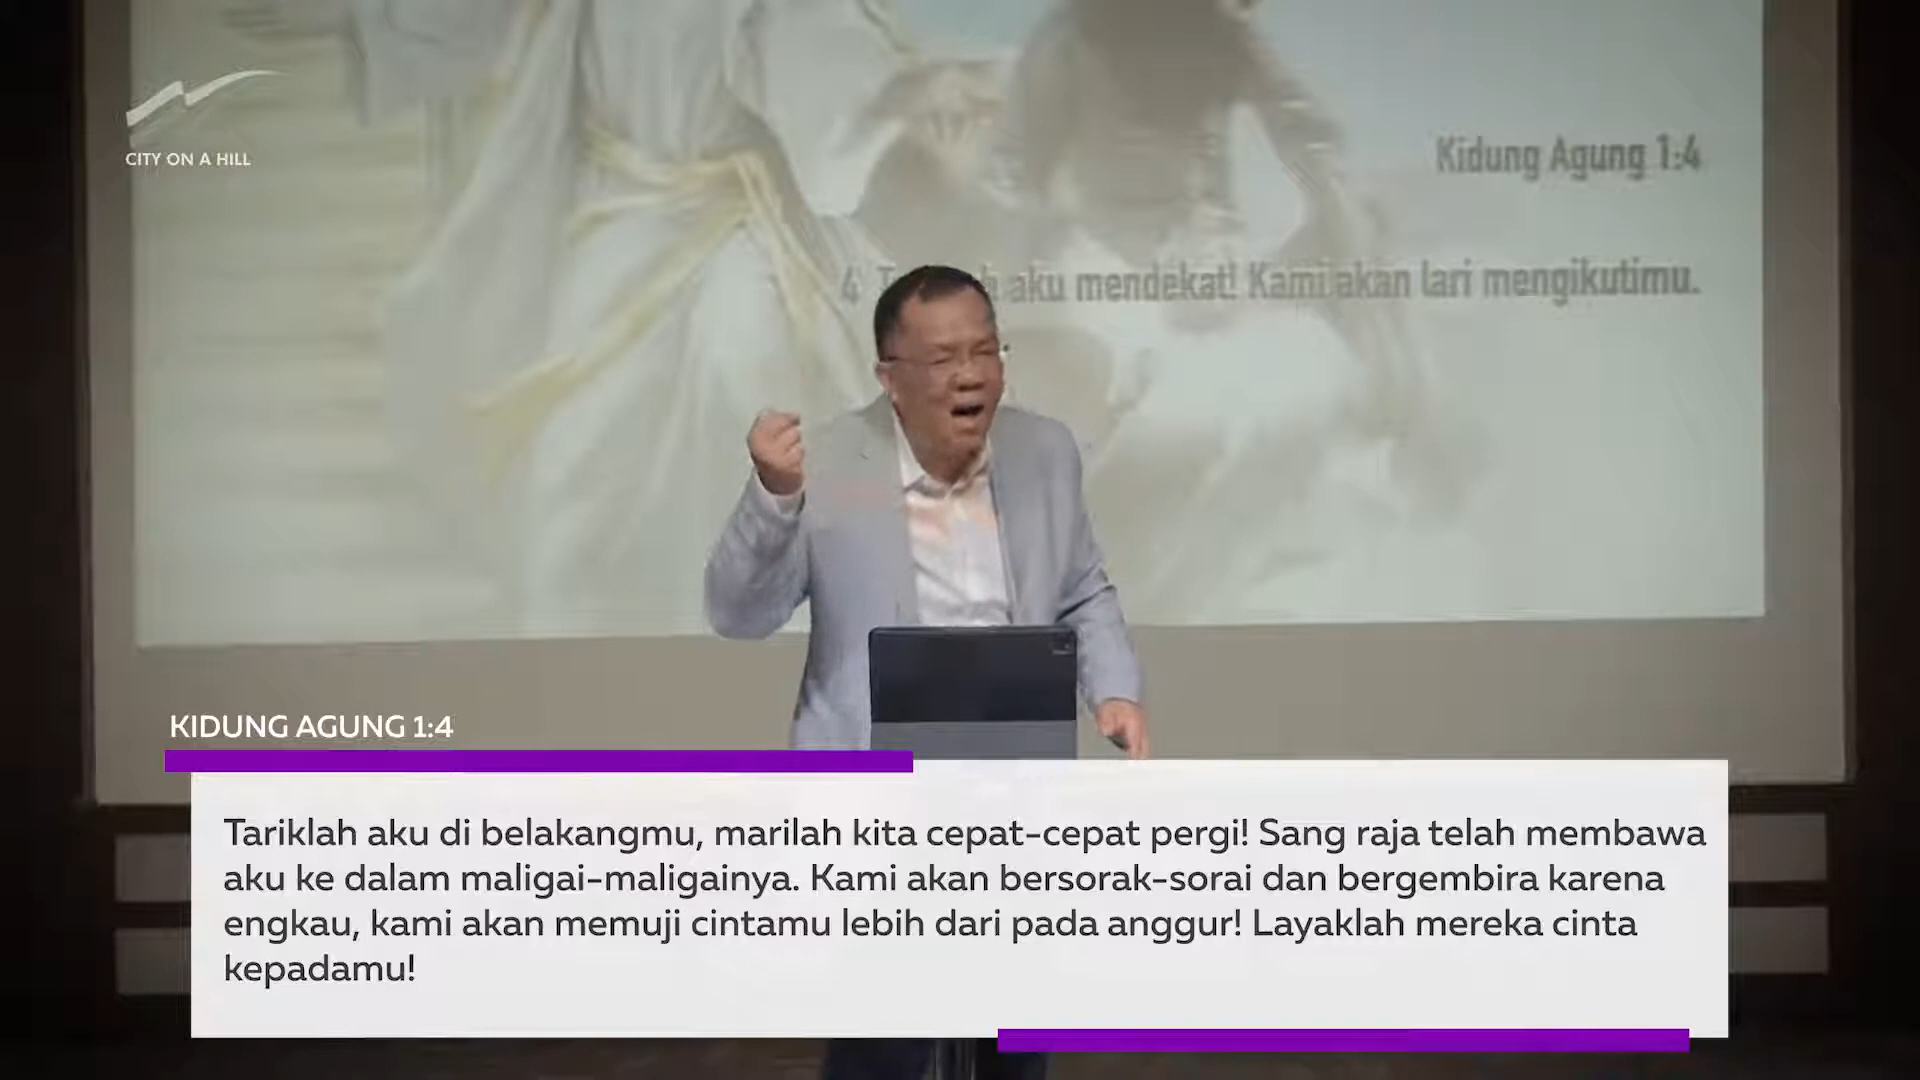 CITY ON A HILL
Kidung Agung 1:4
4 aku mendekat! Kami akan lari mengikutimu.
KIDUNG AGUNG 1:4
Tariklah aku di belakangmu, marilah kita cepat-cepat pergi! Sang raja telah membawa
aku ke dalam maligai-maligainya. Kami akan bersorak-sorai dan bergembira karena
engkau, kami akan memuji cintamu lebih dari pada anggur! Layaklah mereka cinta
kepadamu!